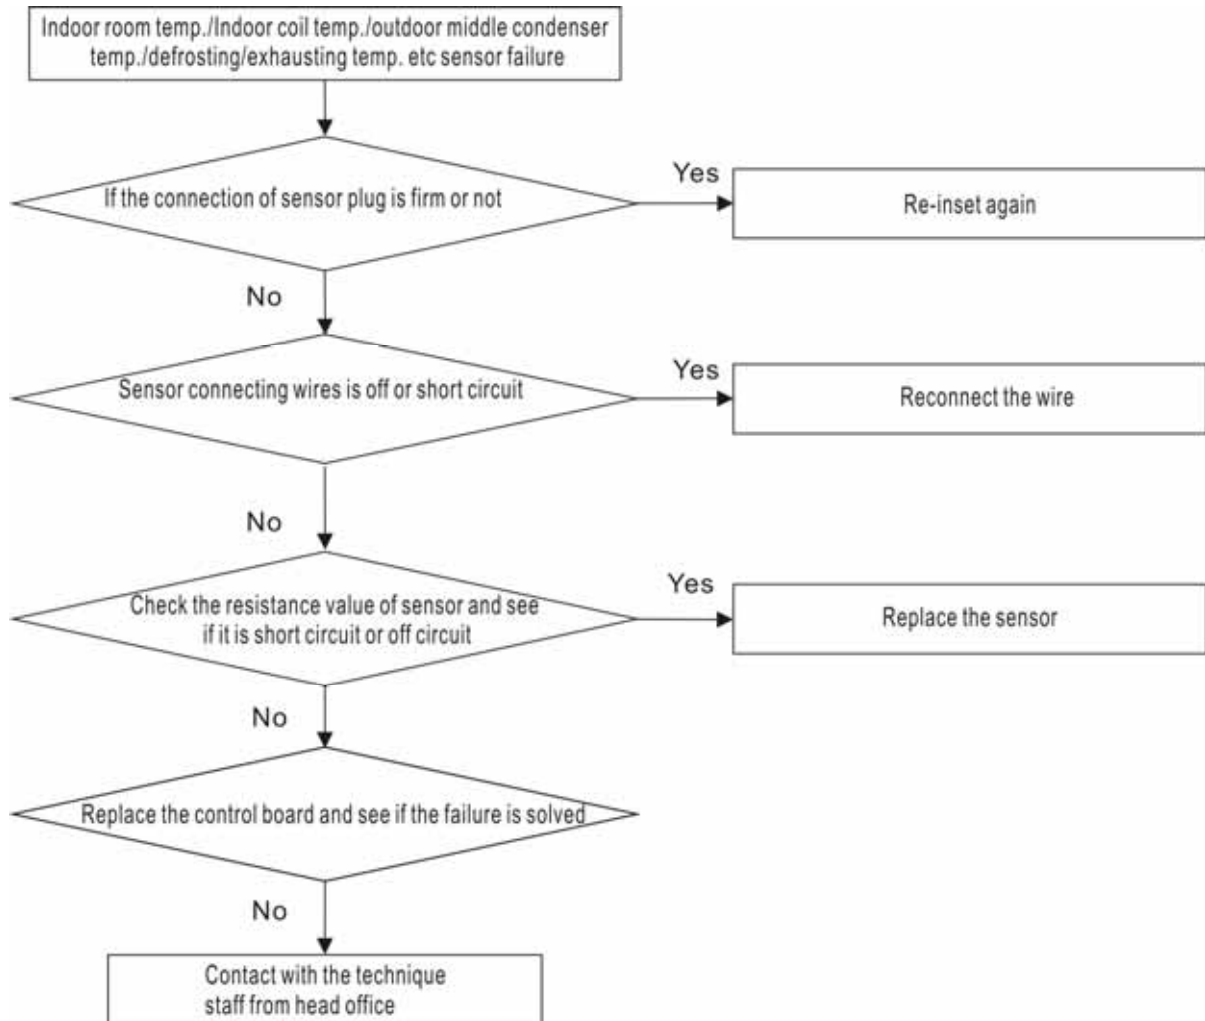 Indoor room temp./Indoor coil temp./outdoor middle condenser
temp./defrosting/exhausting temp. etc sensor failure
If the connection of sensor plug is firm or not
Yes
Re-inset again
No
Sensor connecting wires is off or short circuit
Yes
Reconnect the wire
No
Check the resistance value of sensor and see
if it is short circuit or off circuit
Yes
Replace the sensor
No
Replace the control board and see if the failure is solved
No
Contact with the technique
staff from head office